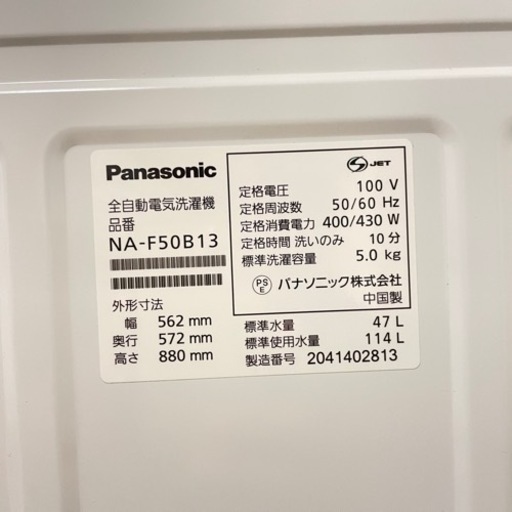 Panasonic
全自動電気洗濯機
品番
NA-F50B13
外形寸法
幅 562 mm
奥行 572 mm
高さ 880 mm
S JET
定格電圧 100 V
定格周波数 50/60 Hz
定格消費電力 400/430 W
定格時間 洗いのみ 10分
標準洗濯容量 5.0 kg
PS E パナソニック株式会社
中国製
標準水量 47 L
標準使用水量 114 L
製造番号 2041402813